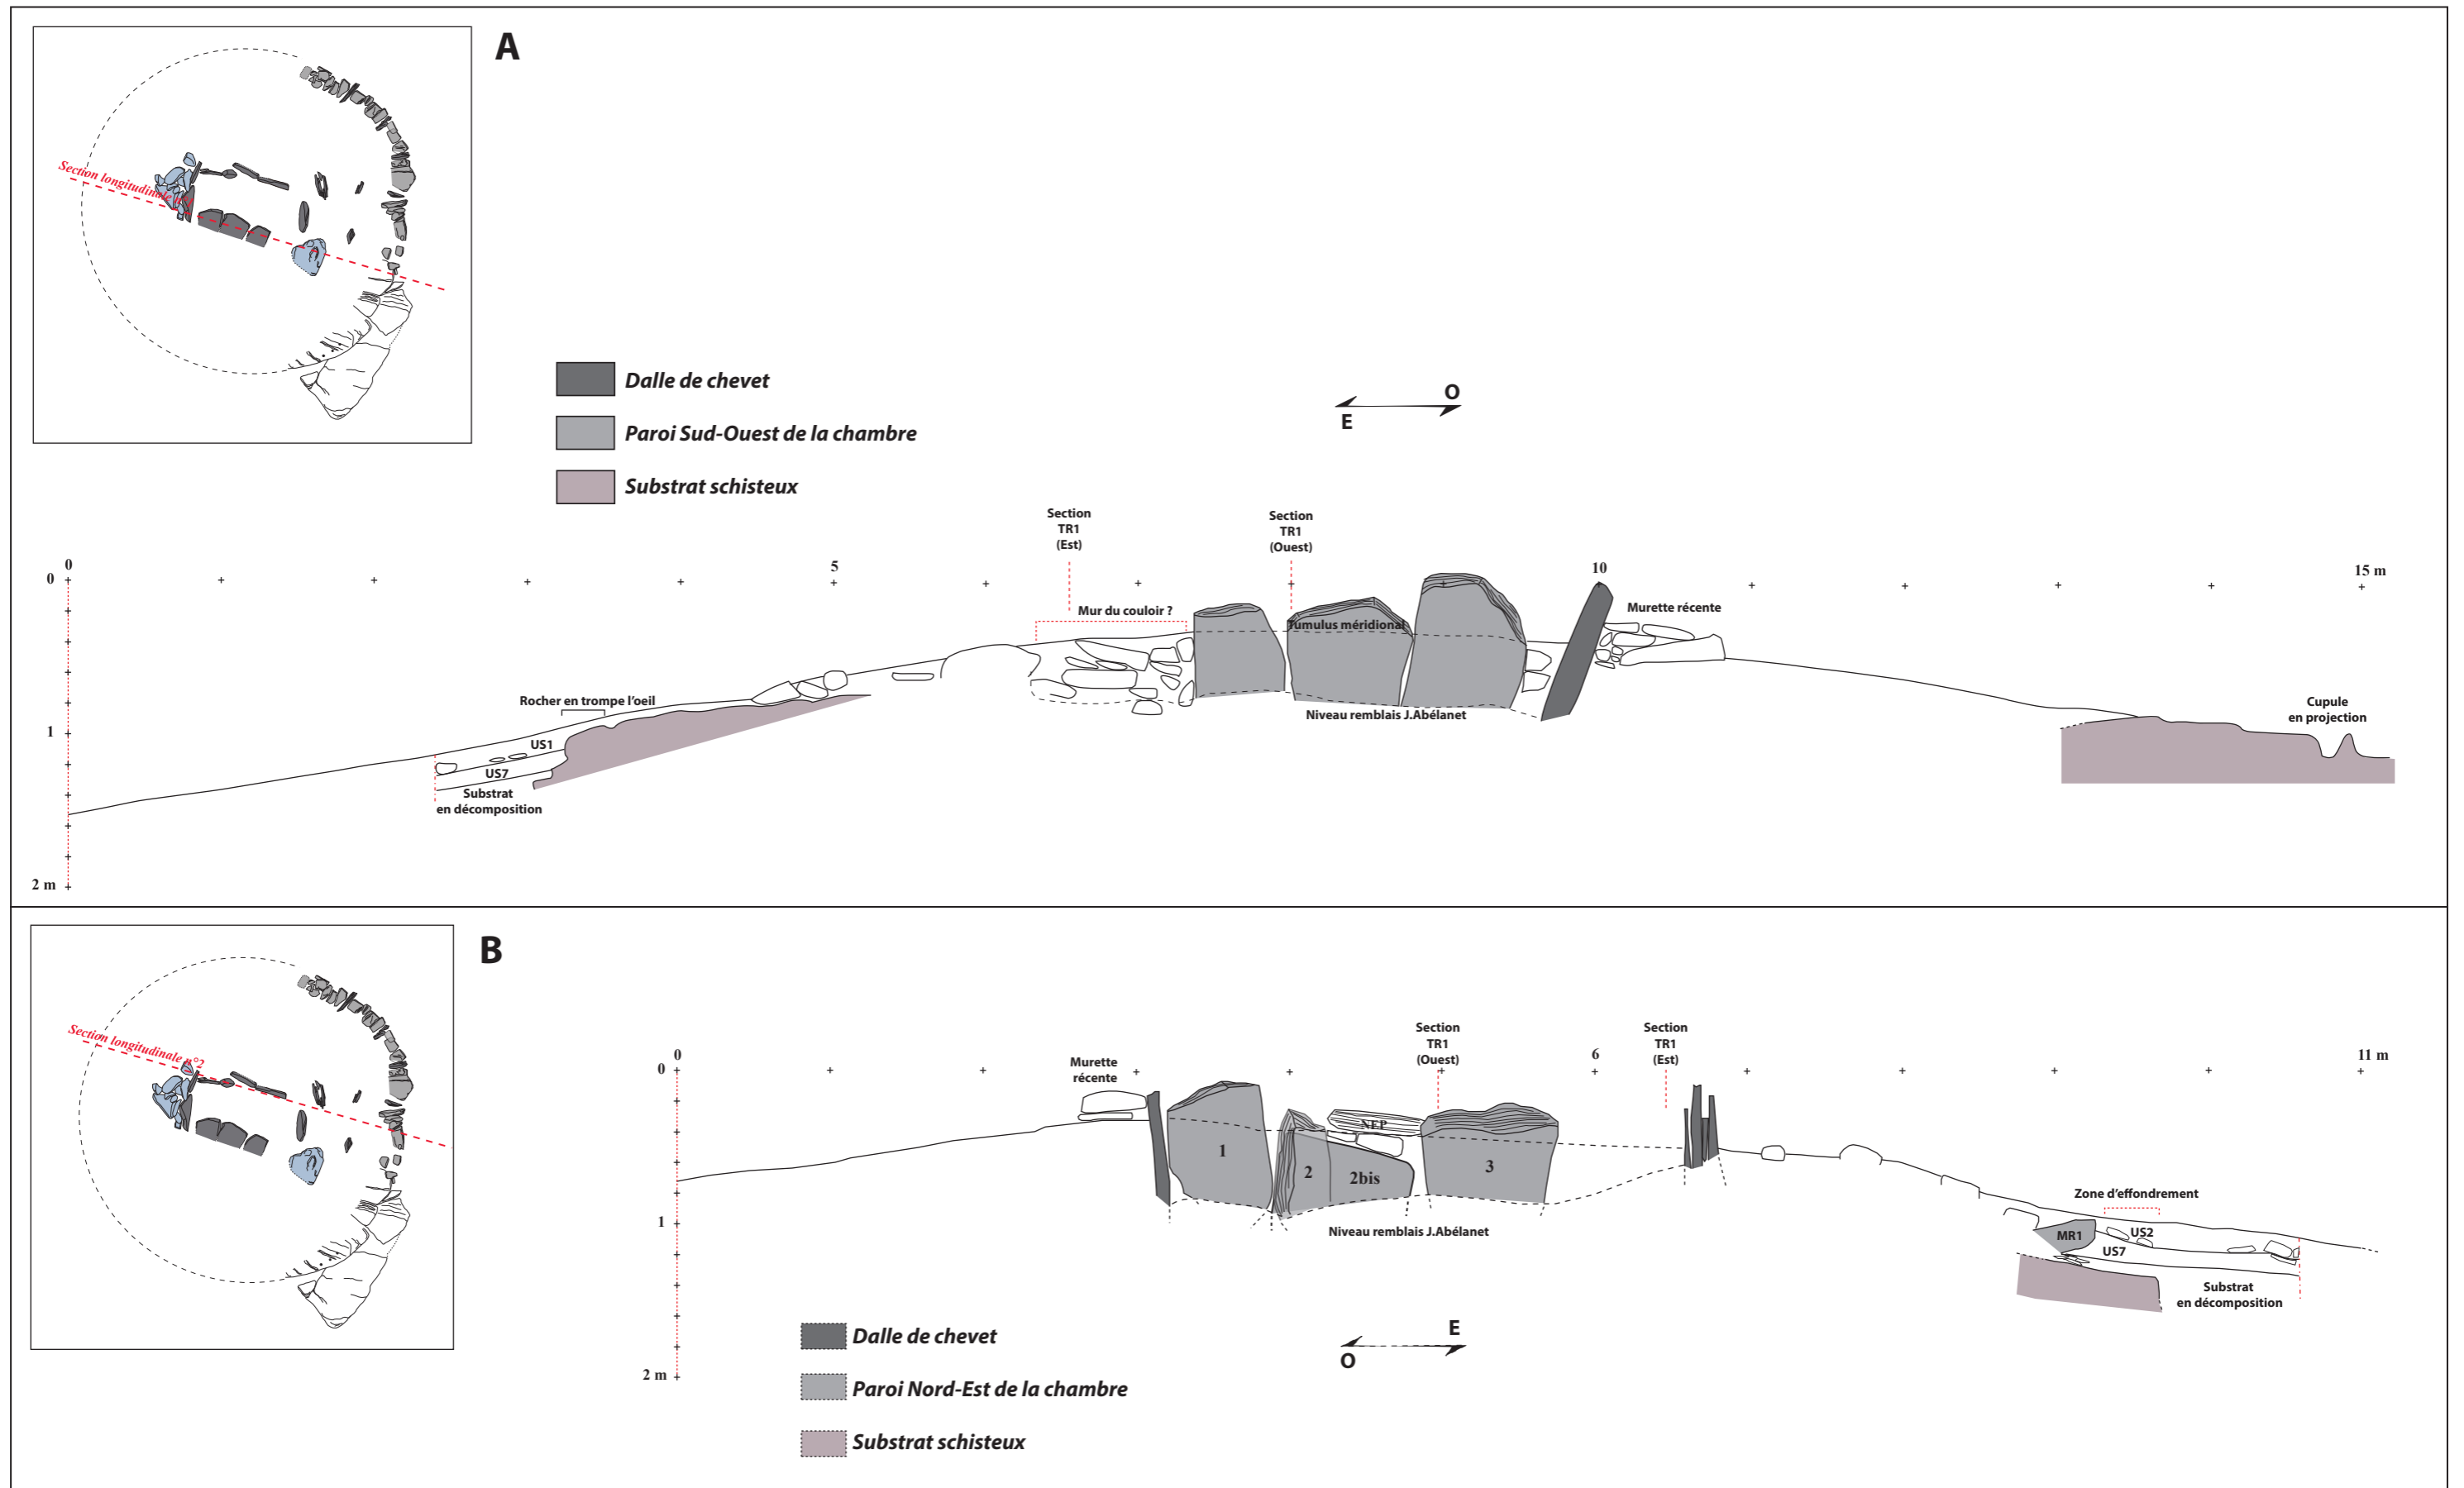 A
Section longitudinale n°1
Dalle de chevet
Paroi Sud-Ouest de la chambre
Substrat schisteux
O
E
Section
TR1
(Est)
Section
TR1
(Ouest)
0
5
10
15 m
0
1
2 m
Mur du couloir ?
Tumulus méridional
Murette récente
Rocher en trompe l'oeil
US1
US7
Substrat
en décomposition
Niveau remblais J.Abélanet
Cupule
en projection
B
Section longitudinale n°2
Section
TR1
(Ouest)
Section
TR1
(Est)
0
6
11 m
0
1
2 m
Murette
récente
NFP
1
2
2bis
3
Niveau remblais J.Abélanet
Zone d'effondrement
MR1
US2
US7
Substrat
en décomposition
E
O
Dalle de chevet
Paroi Nord-Est de la chambre
Substrat schisteux